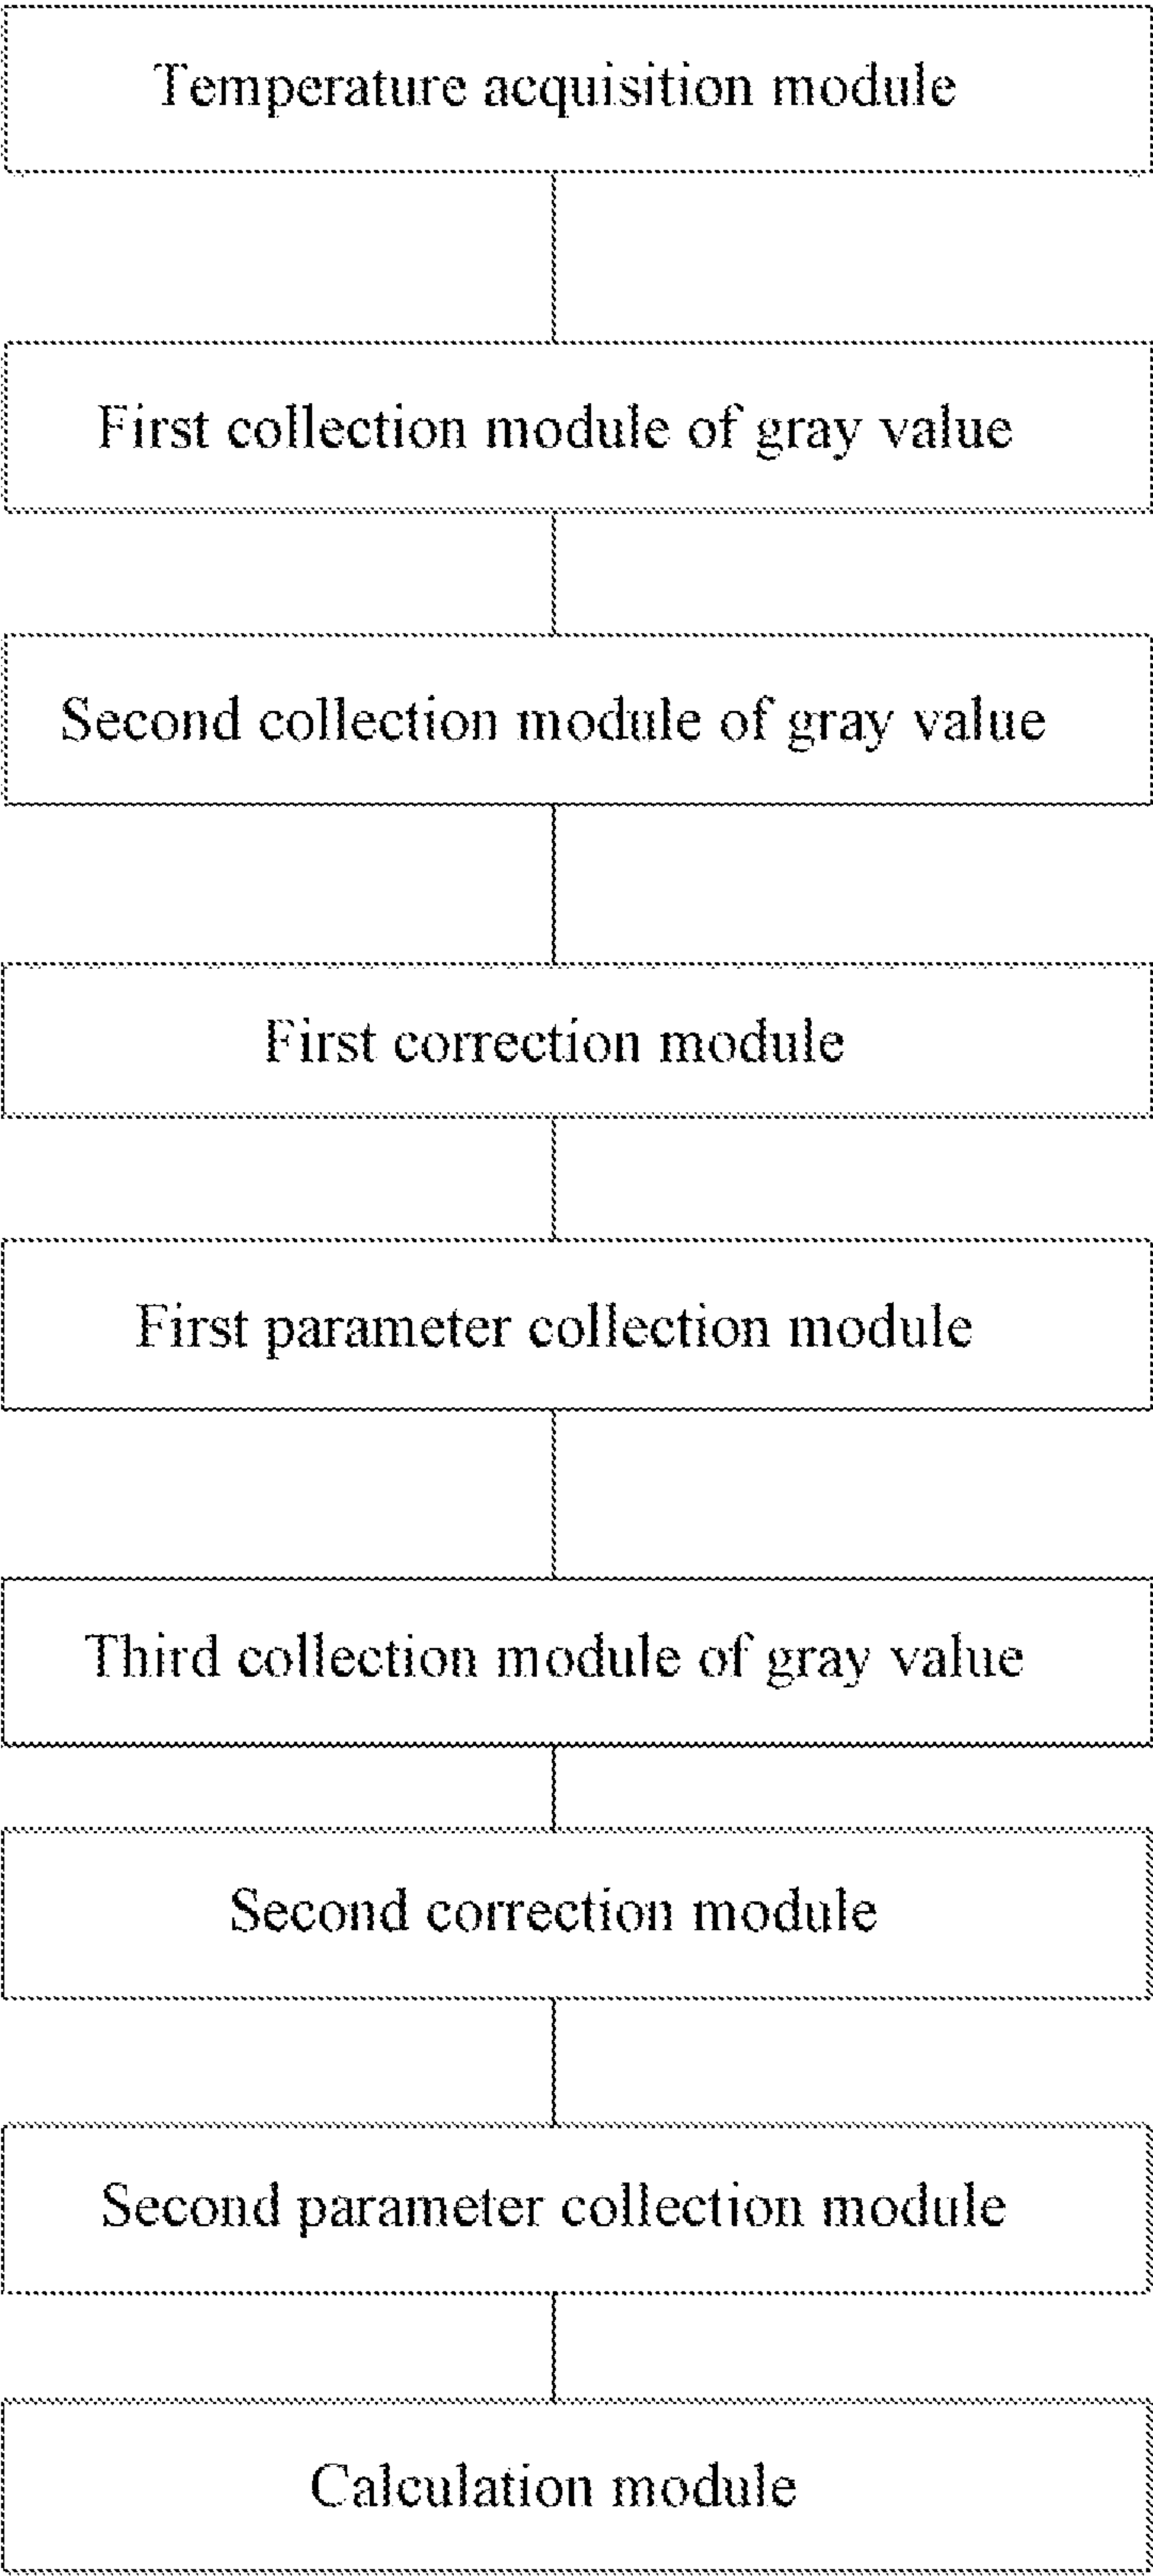 Temperature acquisition module
First collection module of gray value
Second collection module of gray value
First correction module
First parameter collection module
Third collection module of gray value
Second correction module
Second parameter collection module
Calculation module